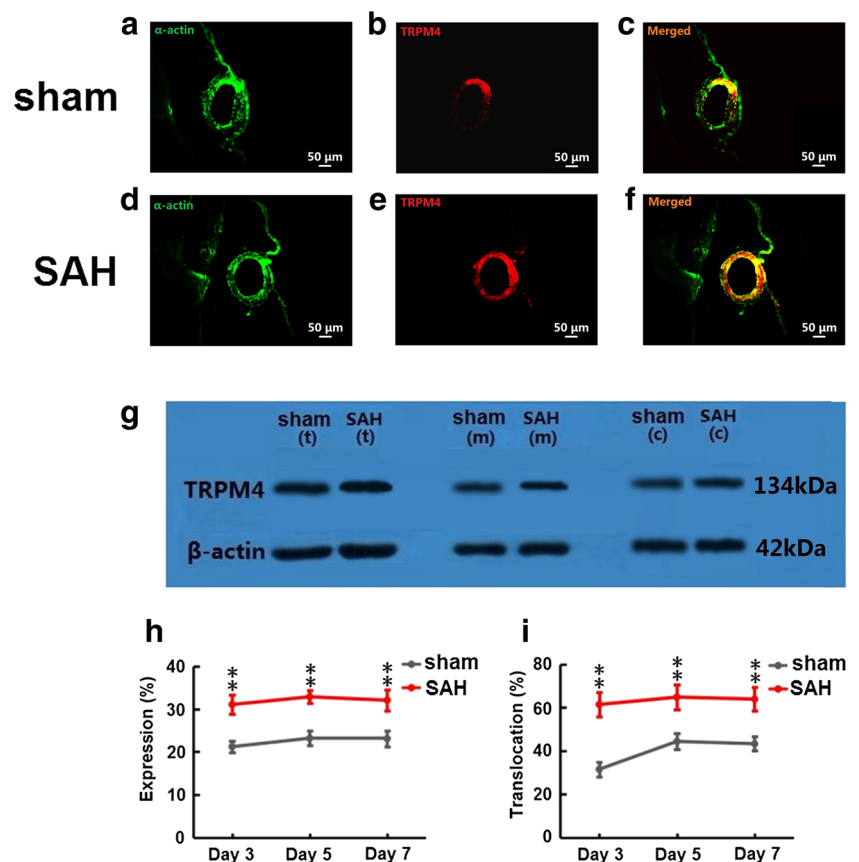 a b c
α-actin TRPM4 Merged
sham
50 μm 50 μm 50 μm
d e f
α-actin TRPM4 Merged
SAH
50 μm 50 μm 50 μm
g
sham SAH sham SAH sham SAH
(t) (t) (m) (m) (c) (c)
TRPM4 134kDa
β-actin 42kDa
h
sham
SAH
Expression (%)
40
30
20
10
0
** ** **
Day 3 Day 5 Day 7
i
sham
SAH
Translocation (%)
80
60
40
20
0
** ** **
Day 3 Day 5 Day 7